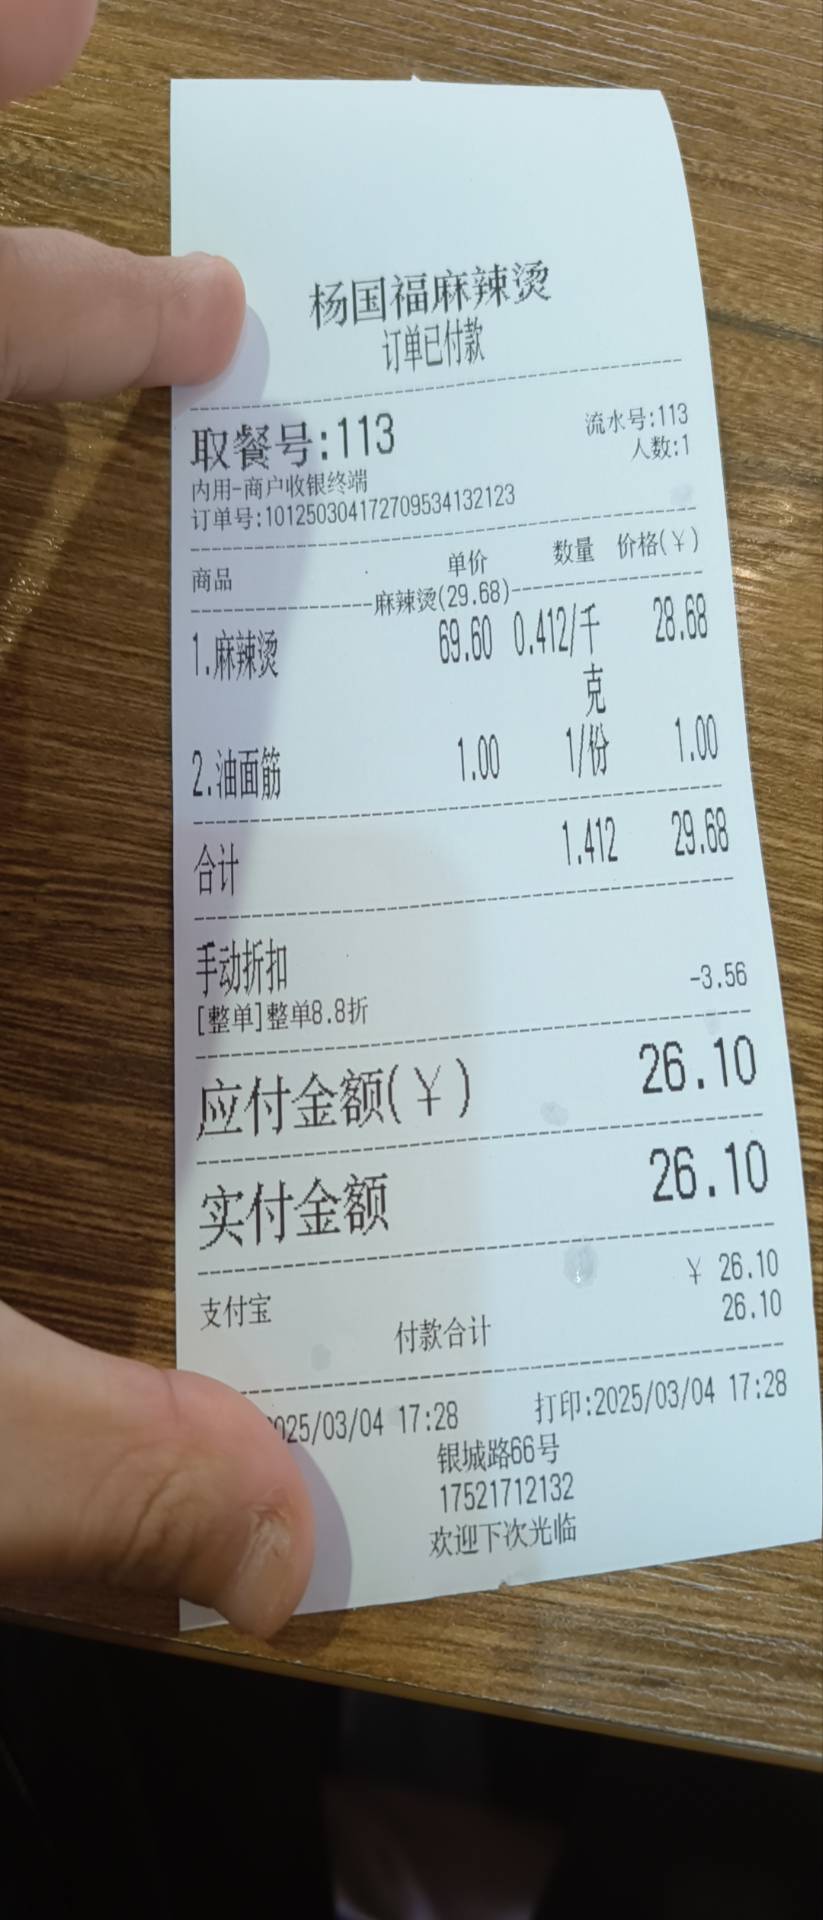 杨国福麻辣烫
订单已付款
取餐号:113 流水号:113
人数:1
内用-商户收银终端
订单号:101250304172709534132123
商品 单价 数量 价格(¥)
麻辣烫(29.68)
1.麻辣烫 69.60 0.412/千克 28.68
2.油面筋 1.00 1/份 1.00
合计 1.412 29.68
手动折扣
[整单]整单8.8折 -3.56
应付金额(¥) 26.10
实付金额 26.10
支付宝 ¥ 26.10
付款合计 26.10
025/03/04 17:28 打印:2025/03/04 17:28
银城路66号
17521712132
欢迎下次光临